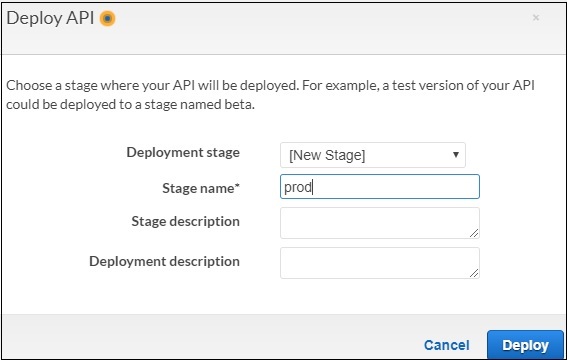 Deploy API
×
Choose a stage where your API will be deployed. For example, a test version of your API
could be deployed to a stage named beta.
Deployment stage [New Stage]
Stage name* prod
Stage description
Deployment description
Cancel Deploy